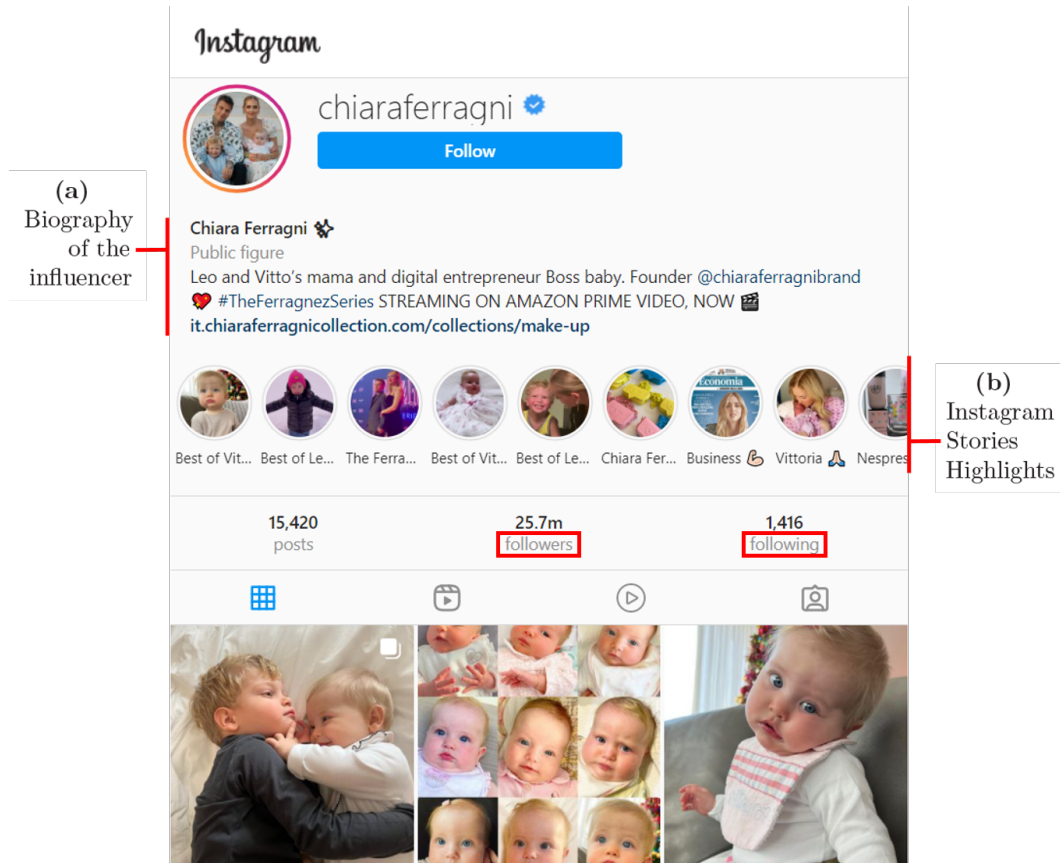 Instagram
chiaraferragni
Follow
(a)
Biography
of the
influencer
Chiara Ferragni
Public figure
Leo and Vitto's mama and digital entrepreneur Boss baby. Founder @chiaraferragnibrand
💖 #TheFerragnezSeries STREAMING ON AMAZON PRIME VIDEO, NOW 🎬
it.chiaraferragnicollection.com/collections/make-up
Economia
(b)
Instagram
Stories
Highlights
Best of Vit... Best of Le... The Ferra... Best of Vit... Best of Le... Chiara Fer... Business 💪🏻 Vittoria 🙏🏻 Nespres
15,420 25.7m 1,416
posts followers following